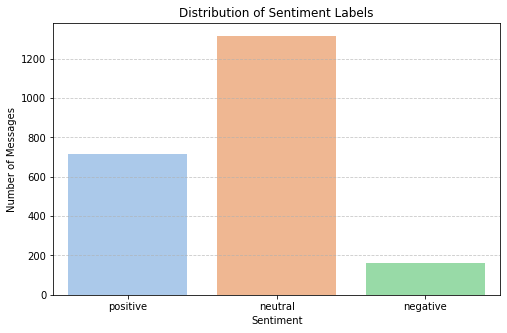 Distribution of Sentiment Labels
Number of Messages
1200
1000
800
600
400
200
0
positive neutral negative
Sentiment